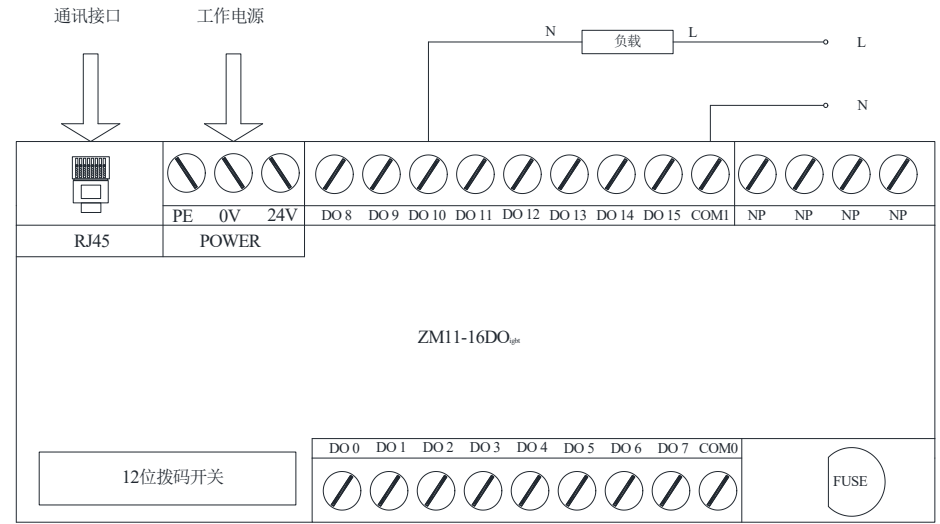 通讯接口 工作电源
N 负载 L L
N
PE 0V 24V DO 8 DO 9 DO 10 DO 11 DO 12 DO 13 DO 14 DO 15 COM1 NP NP NP NP
RJ45 POWER
ZM11-16DO
DO 0 DO 1 DO 2 DO 3 DO 4 DO 5 DO 6 DO 7 COM0
12位拨码开关 FUSE